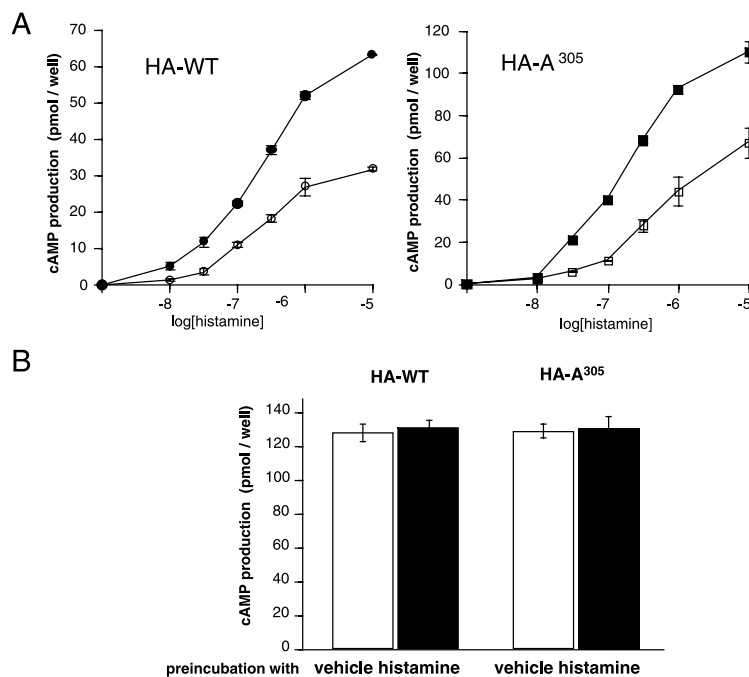 A
HA-WT
cAMP production (pmol / well)
70
60
50
40
30
20
10
0
-8
-7
-6
-5
log[histamine]
HA-A³⁰⁵
cAMP production (pmol / well)
120
100
80
60
40
20
0
-8
-7
-6
-5
log[histamine]
B
HA-WT
HA-A³⁰⁵
cAMP production (pmol / well)
140
120
100
80
60
40
20
0
preincubation with vehicle histamine vehicle histamine